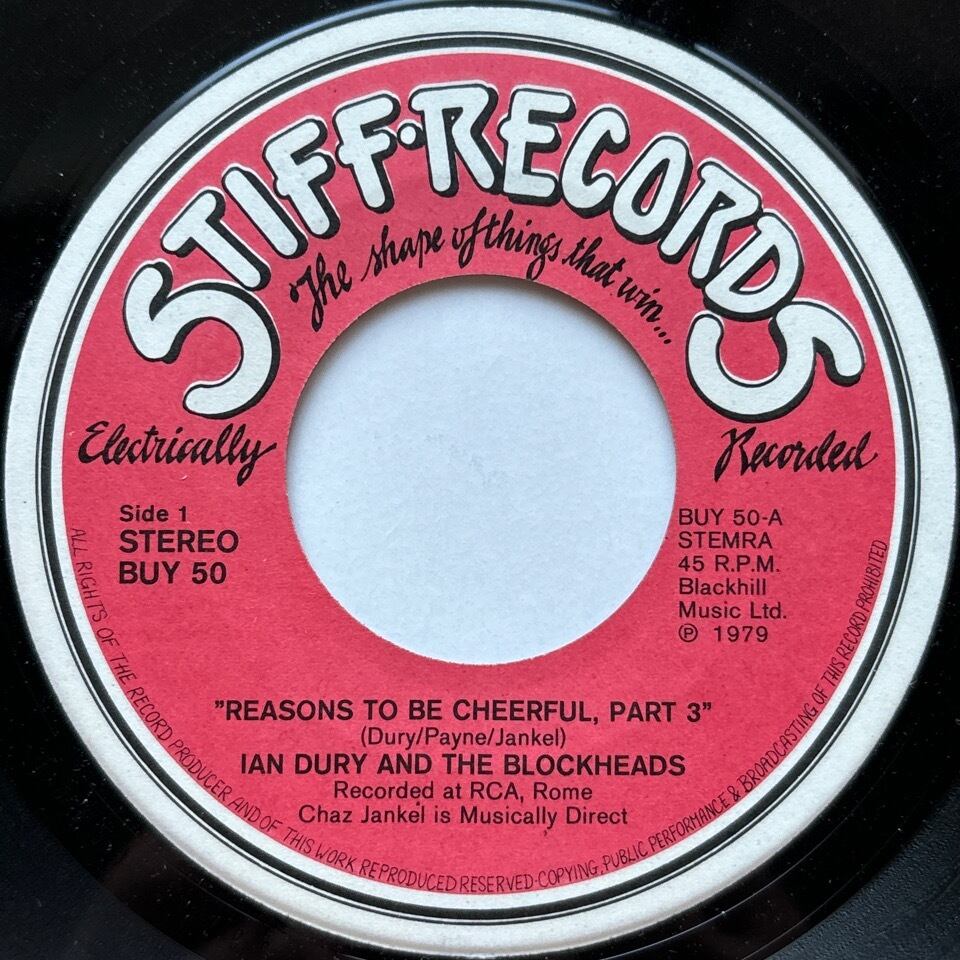 STIFF·RECORDS
The shape of things that win...
Electrically
Recorded
Side 1
STEREO
BUY 50
BUY 50-A
STEMRA
45 R.P.M.
Blackhill
Music Ltd.
℗ 1979
"REASONS TO BE CHEERFUL, PART 3"
(Dury/Payne/Jankel)
IAN DURY AND THE BLOCKHEADS
Recorded at RCA, Rome
Chaz Jankel is Musically Direct
ALL RIGHTS OF THE RECORD PRODUCER AND OF THIS WORK REPRODUCED RESERVED-COPYING, PUBLIC PERFORMANCE & BROADCASTING OF THIS RECORD PROHIBITED